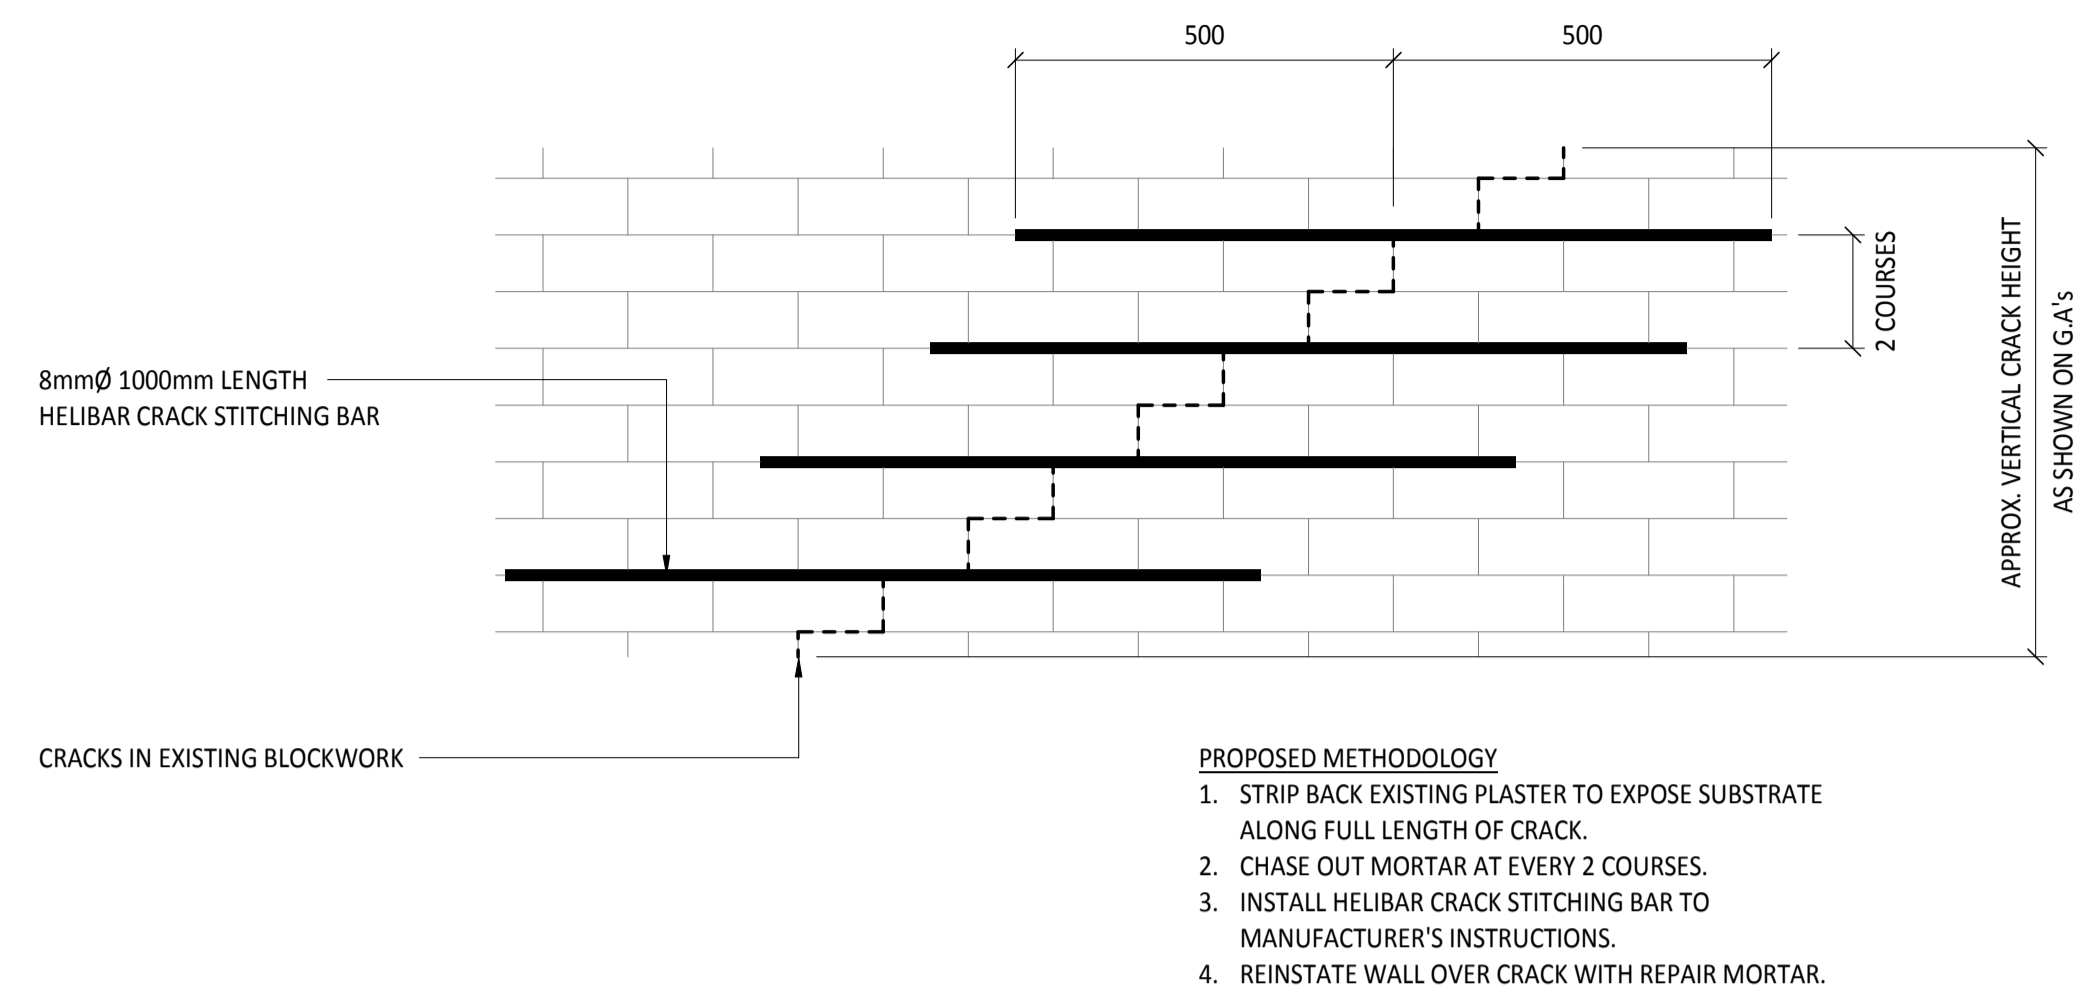 500
500
2 COURSES
APPROX. VERTICAL CRACK HEIGHT
AS SHOWN ON G.A's
8mmØ 1000mm LENGTH
HELIBAR CRACK STITCHING BAR
CRACKS IN EXISTING BLOCKWORK
PROPOSED METHODOLOGY
1. STRIP BACK EXISTING PLASTER TO EXPOSE SUBSTRATE
ALONG FULL LENGTH OF CRACK.
2. CHASE OUT MORTAR AT EVERY 2 COURSES.
3. INSTALL HELIBAR CRACK STITCHING BAR TO
MANUFACTURER'S INSTRUCTIONS.
4. REINSTATE WALL OVER CRACK WITH REPAIR MORTAR.